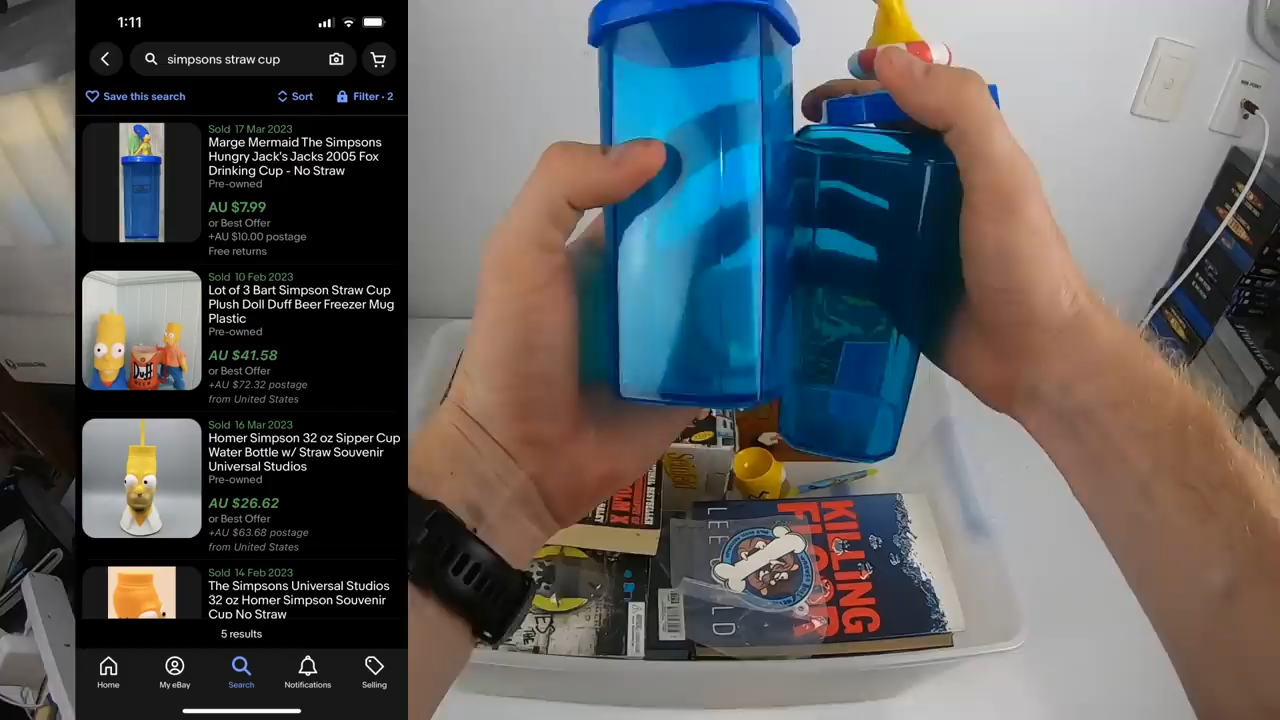 1:11
simpsons straw cup
Save this search
Sort
Filter · 2
Sold 17 Mar 2023
Marge Mermaid The Simpsons
Hungry Jack's Jacks 2005 Fox
Drinking Cup - No Straw
Pre-owned
AU $7.99
or Best Offer
+AU $10.00 postage
Free returns
Sold 10 Feb 2023
Lot of 3 Bart Simpson Straw Cup
Plush Doll Duff Beer Freezer Mug
Plastic
Pre-owned
AU $41.58
or Best Offer
+AU $72.32 postage
from United States
Duff
Sold 16 Mar 2023
Homer Simpson 32 oz Sipper Cup
Water Bottle w/ Straw Souvenir
Universal Studios
Pre-owned
AU $26.62
or Best Offer
+AU $63.68 postage
from United States
Sold 14 Feb 2023
The Simpsons Universal Studios
32 oz Homer Simpson Souvenir
Cup No Straw
5 results
Home
My eBay
Search
Notifications
Selling
KILLING
FLOOR
LEE